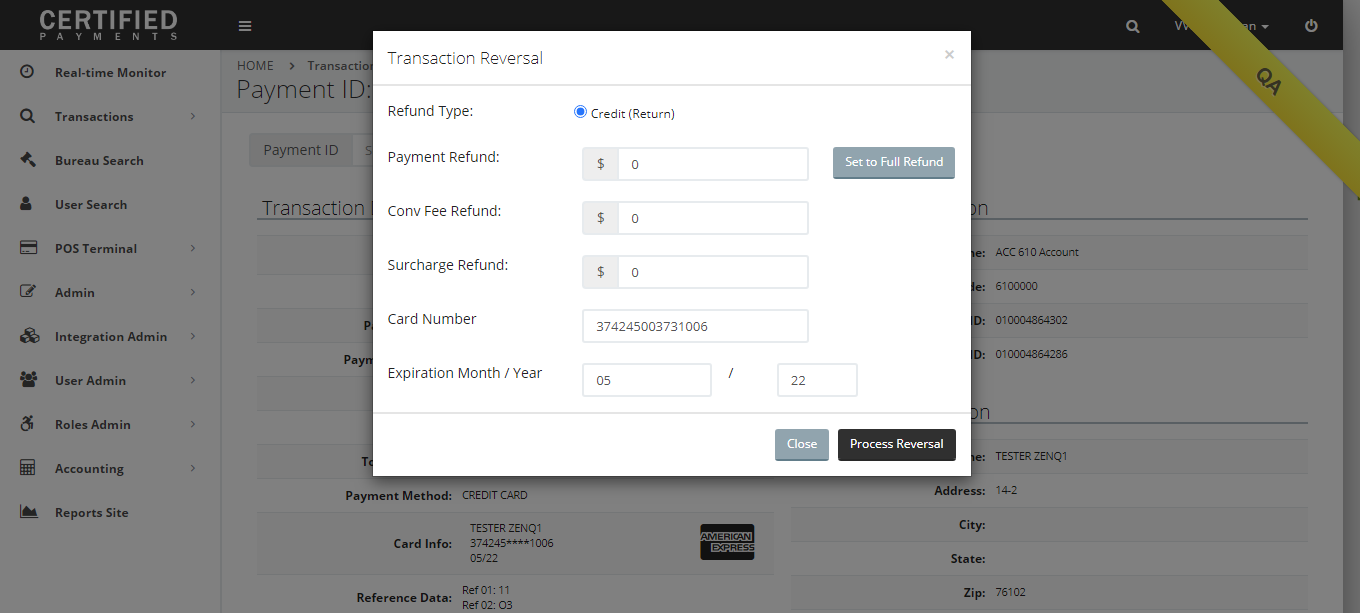 CERTIFIED
PAYMENTS
QA
Real-time Monitor
Transactions
Bureau Search
User Search
POS Terminal
Admin
Integration Admin
User Admin
Roles Admin
Accounting
Reports Site
HOME > Transaction
Payment ID:
Payment ID
Transaction
Transaction Reversal ×
Refund Type: Credit (Return)
Payment Refund: $ 0 Set to Full Refund
Conv Fee Refund: $ 0
Surcharge Refund: $ 0
Card Number 374245003731006
Expiration Month / Year 05 / 22
Close Process Reversal
Payment Method: CREDIT CARD
Card Info: TESTER ZENQ1
374245****1006
05/22
AMERICAN
EXPRESS
Reference Data: Ref 01: 11
Ref 02: O3
on
ne: ACC 610 Account
de: 6100000
ID: 010004864302
ID: 010004864286
on
ne: TESTER ZENQ1
Address: 14-2
City:
State:
Zip: 76102